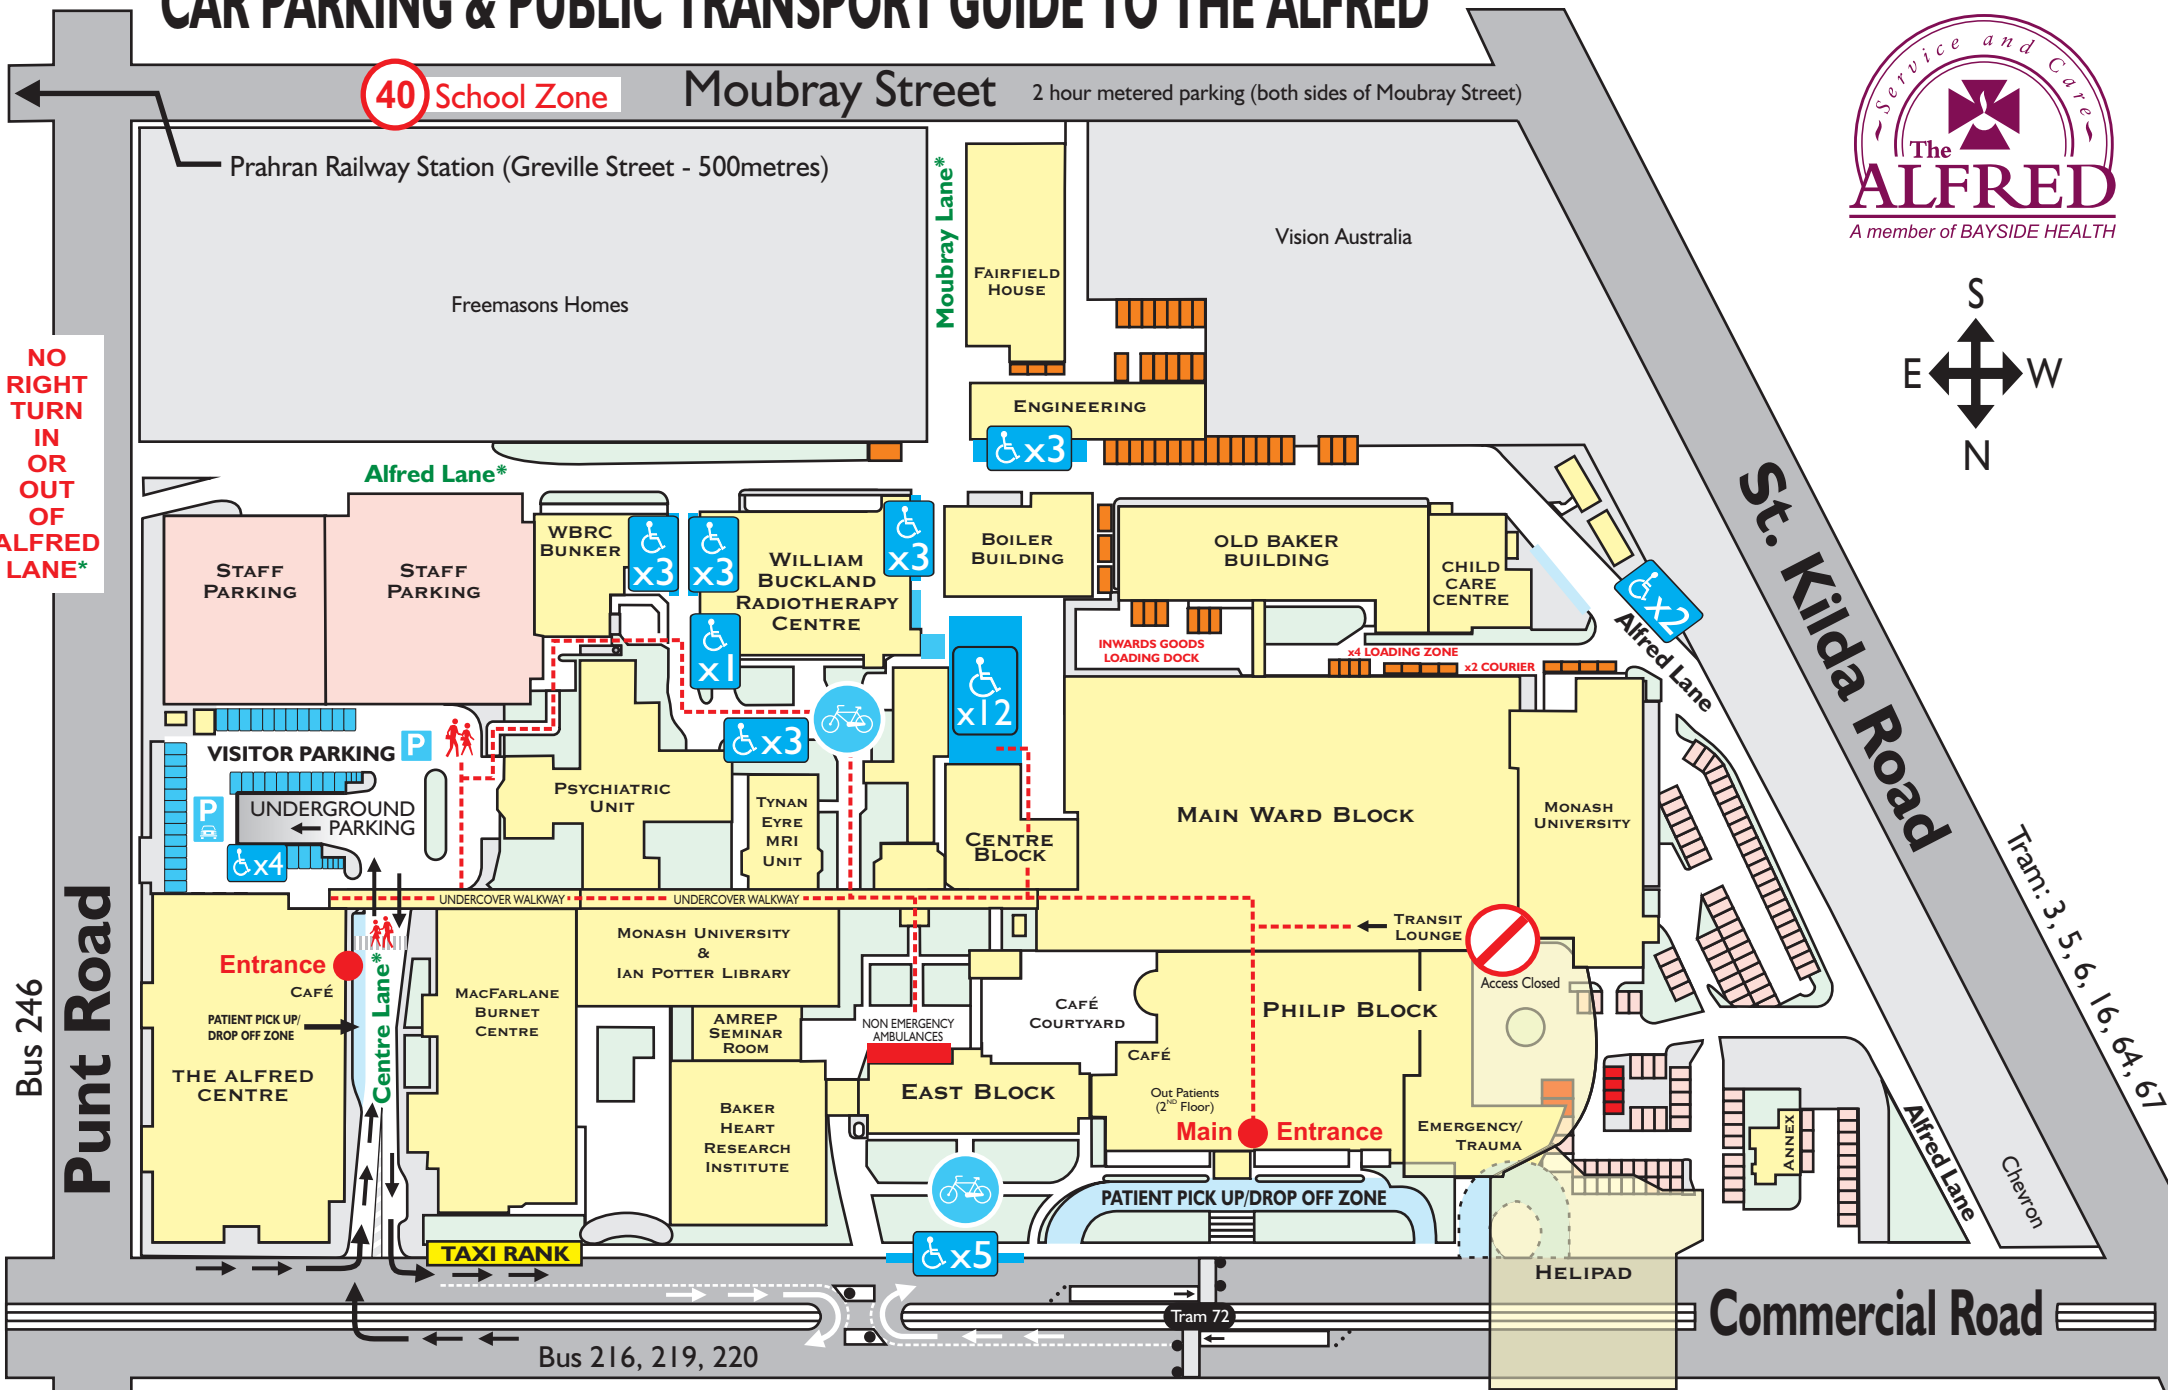 CAR PARKING & PUBLIC TRANSPORT GUIDE TO THE ALFRED
40 School Zone
Moubray Street
2 hour metered parking (both sides of Moubray Street)
Service and Care
The
ALFRED
A member of BAYSIDE HEALTH
Prahran Railway Station (Greville Street - 500metres)
Freemasons Homes
Moubray Lane*
FAIRFIELD
HOUSE
Vision Australia
S
E
W
N
NO
RIGHT
TURN
IN
OR
OUT
OF
ALFRED
LANE*
ENGINEERING
x3
Alfred Lane*
STAFF
PARKING
STAFF
PARKING
WBRC
BUNKER
x3
x3
WILLIAM
BUCKLAND
RADIOTHERAPY
CENTRE
x3
BOILER
BUILDING
OLD BAKER
BUILDING
CHILD
CARE
CENTRE
x2
Alfred Lane
St. Kilda Road
x1
INWARDS GOODS
LOADING DOCK
x4 LOADING ZONE
x2 COURIER
x12
x3
VISITOR PARKING P
P
UNDERGROUND
PARKING
x4
PSYCHIATRIC
UNIT
TYNAN
EYRE
MRI
UNIT
CENTRE
BLOCK
MAIN WARD BLOCK
MONASH
UNIVERSITY
Tram: 3, 5, 6, 16, 64, 67
UNDERCOVER WALKWAY
UNDERCOVER WALKWAY
TRANSIT
LOUNGE
Access Closed
Bus 246
Punt Road
Entrance
CAFÉ
PATIENT PICK UP/
DROP OFF ZONE
THE ALFRED
CENTRE
Centre Lane*
MACFARLANE
BURNET
CENTRE
MONASH UNIVERSITY
&
IAN POTTER LIBRARY
AMREP
SEMINAR
ROOM
NON EMERGENCY
AMBULANCES
CAFÉ
COURTYARD
PHILIP BLOCK
CAFÉ
EAST BLOCK
Out Patients
(2ND Floor)
BAKER
HEART
RESEARCH
INSTITUTE
Main Entrance
EMERGENCY/
TRAUMA
ANNEX
Alfred Lane
Chevron
PATIENT PICK UP/DROP OFF ZONE
TAXI RANK
x5
HELIPAD
Tram 72
Commercial Road
Bus 216, 219, 220